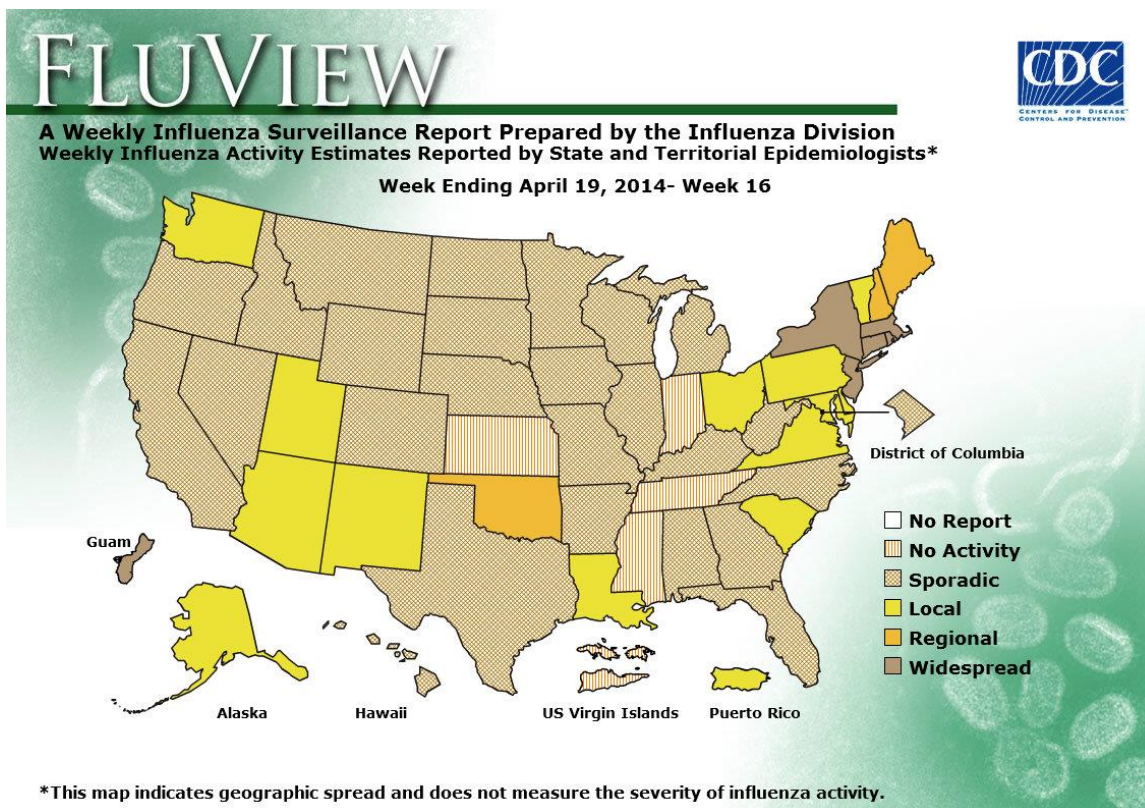 FLUVIEW
CDC
CENTERS FOR DISEASE™
CONTROL AND PREVENTION
A Weekly Influenza Surveillance Report Prepared by the Influenza Division
Weekly Influenza Activity Estimates Reported by State and Territorial Epidemiologists*
Week Ending April 19, 2014- Week 16
District of Columbia
No Report
No Activity
Sporadic
Local
Regional
Widespread
Guam
Alaska
Hawaii
US Virgin Islands
Puerto Rico
*This map indicates geographic spread and does not measure the severity of influenza activity.